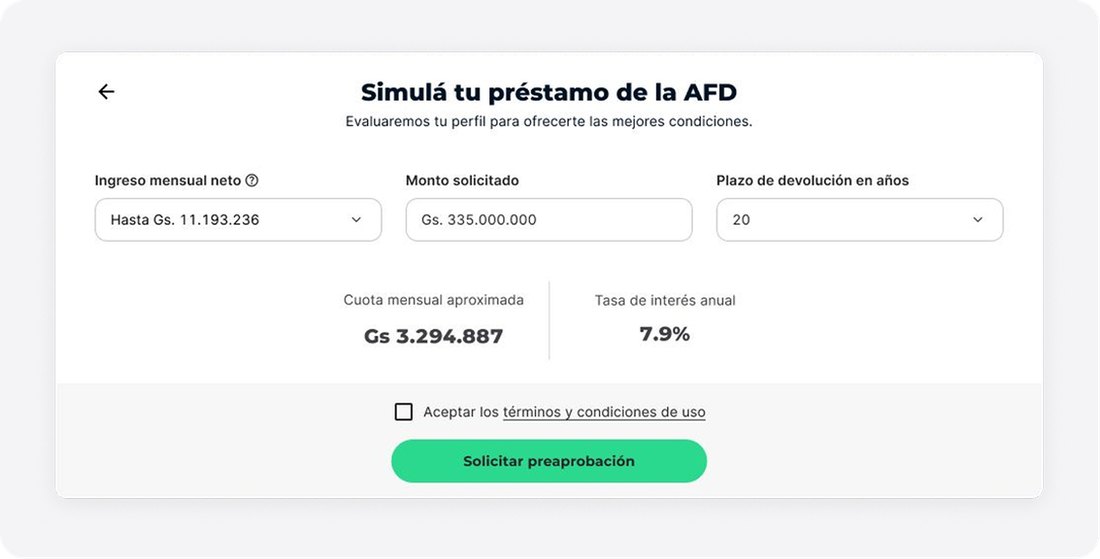 Simulá tu préstamo de la AFD
Evaluaremos tu perfil para ofrecerte las mejores condiciones.
Ingreso mensual neto
Hasta Gs. 11.193.236
Monto solicitado
Gs. 335.000.000
Plazo de devolución en años
20
Cuota mensual aproximada
Gs 3.294.887
Tasa de interés anual
7.9%
Aceptar los términos y condiciones de uso
Solicitar preaprobación